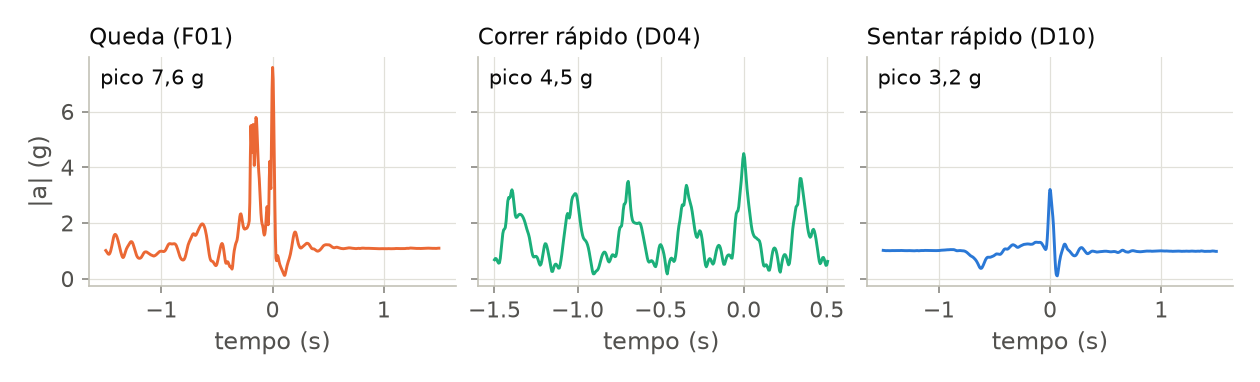 Queda (F01)
pico 7,6 g
|a| (g)
6
4
2
0
−1
0
1
tempo (s)
Correr rápido (D04)
pico 4,5 g
−1.5
−1.0
−0.5
0.0
0.5
tempo (s)
Sentar rápido (D10)
pico 3,2 g
−1
0
1
tempo (s)